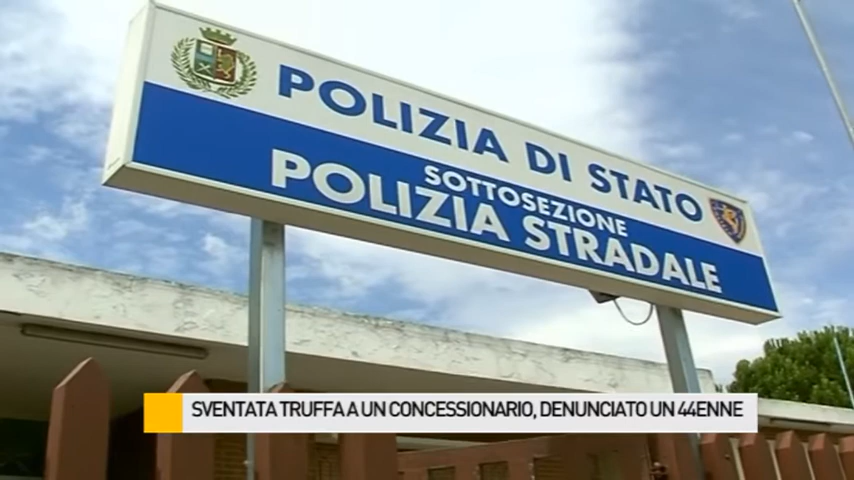 POLIZIA DI STATO
SOTTOSEZIONE
POLIZIA STRADALE
SVENTATA TRUFFA A UN CONCESSIONARIO, DENUNCIATO UN 44ENNE